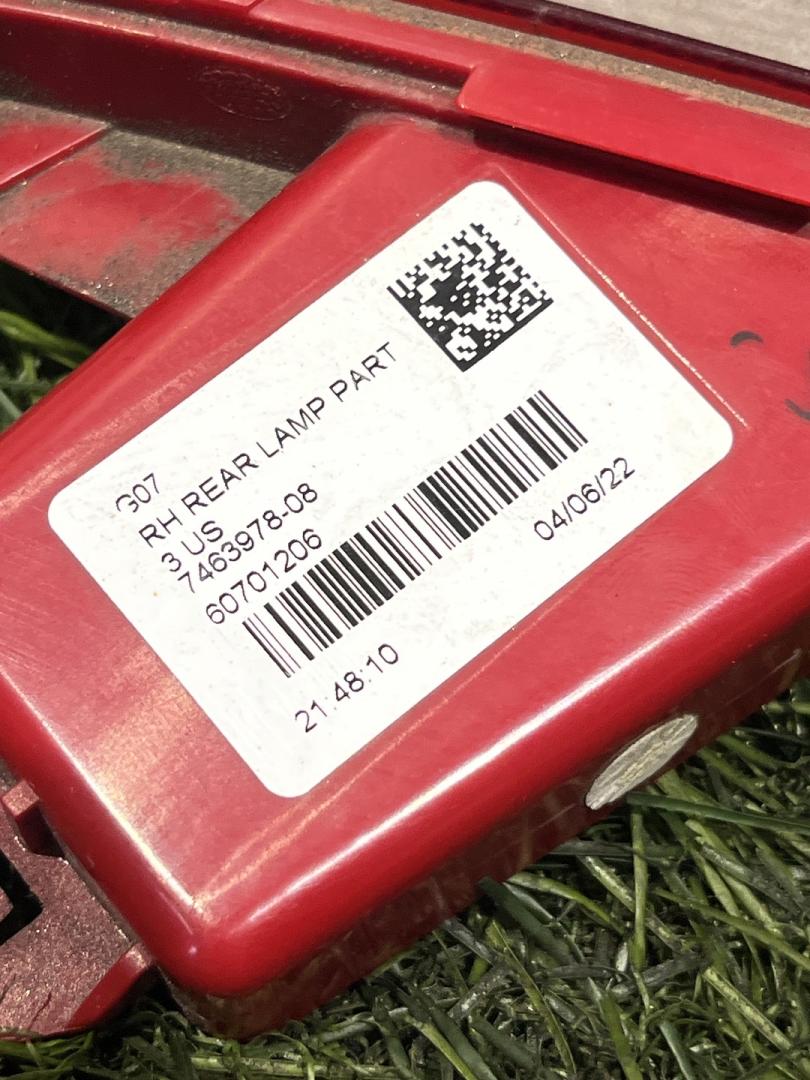 G07
RH REAR LAMP PART
3 US
7463978-08
60701206
04/06/22
21:48:10